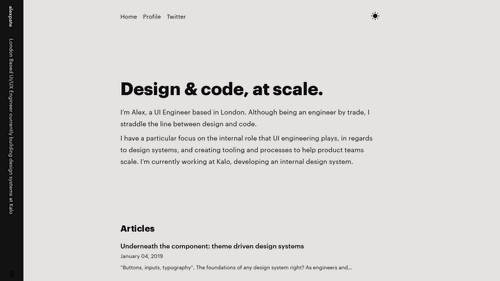 alexpate
London Based UI/UX Engineer currently building design systems at Kalo
Home Profile Twitter
Design & code, at scale.
I'm Alex, a UI Engineer based in London. Although being an engineer by trade, I
straddle the line between design and code.
I have a particular focus on the internal role that UI engineering plays, in regards
to design systems, and creating tooling and processes to help product teams
scale. I'm currently working at Kalo, developing an internal design system.
Articles
Underneath the component: theme driven design systems
January 04, 2019
"Buttons, inputs, typography". The foundations of any design system right? As engineers and...